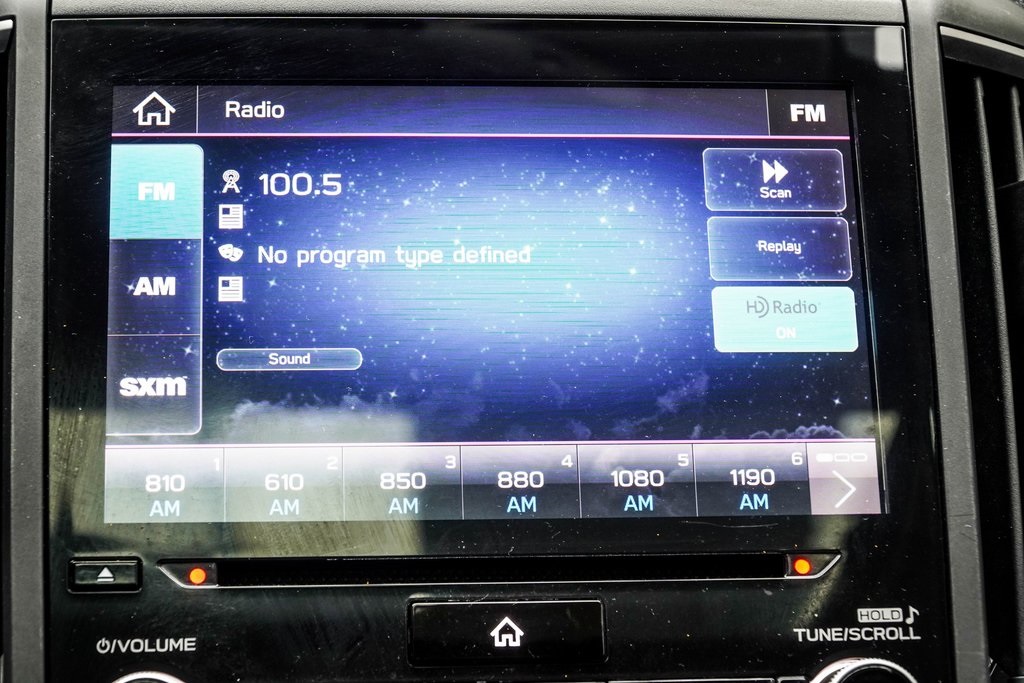 Radio
FM
FM
100.5
Scan
AM
No program type defined
Replay
HD Radio
ON
sxm
Sound
1
2
3
4
5
6
810
610
850
880
1080
1190
AM
AM
AM
AM
AM
AM
HOLD
⏻/VOLUME
TUNE/SCROLL